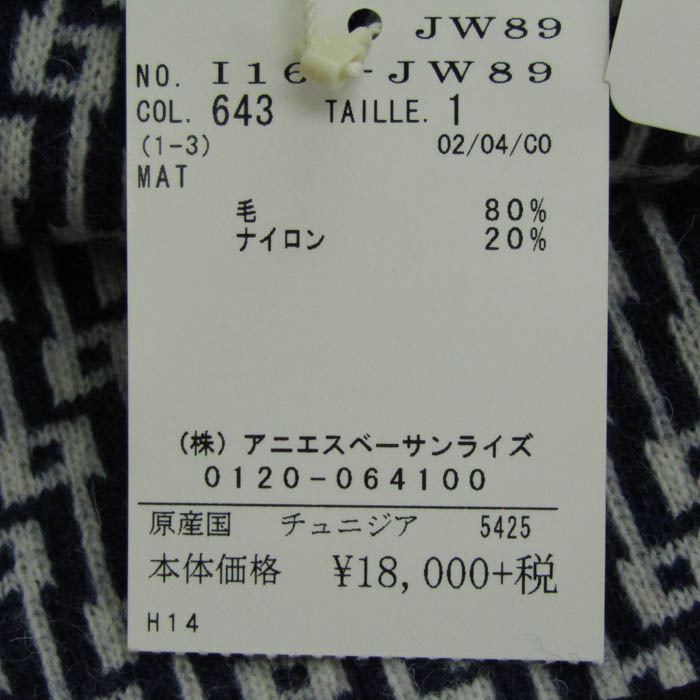 JW89
NO. I16 -JW89
COL. 643 TAILLE. 1
(1-3) 02/04/CO
MAT
毛 80%
ナイロン 20%
(株)アニエスベーサンライズ
0120-064100
原産国 チュニジア 5425
本体価格 ¥18,000+税
H14